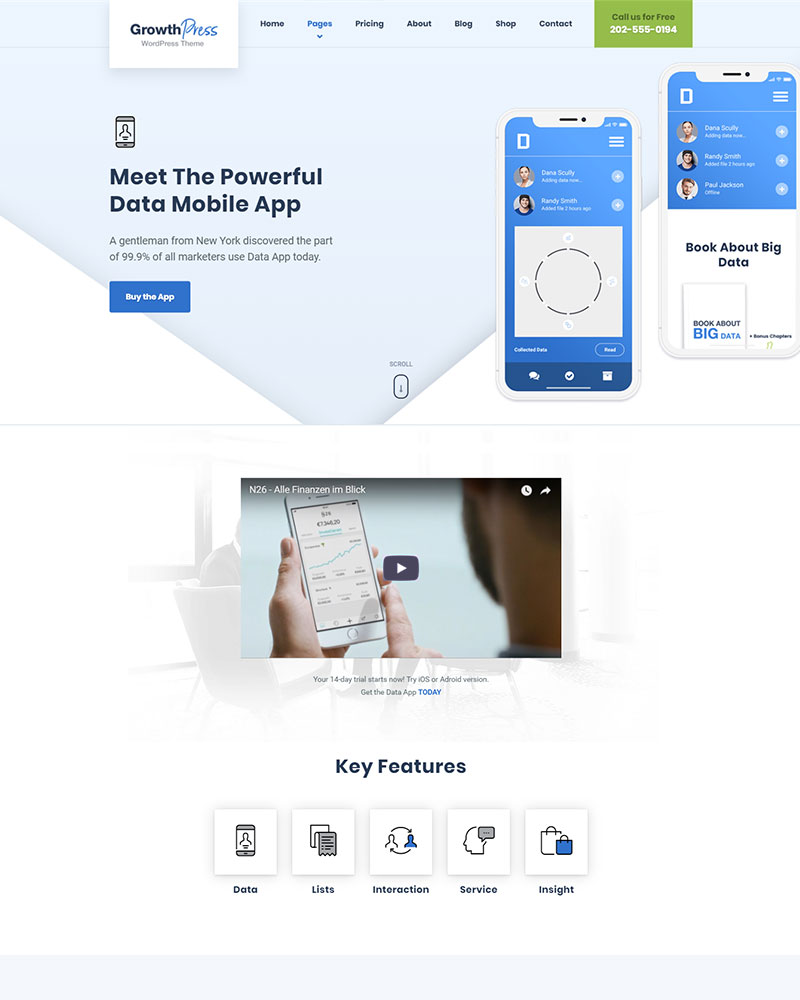 GrowthPress
WordPress Theme
Home
Pages
Pricing
About
Blog
Shop
Contact
Call us for Free
202-555-0194
Meet The Powerful
Data Mobile App
A gentleman from New York discovered the part
of 99.9% of all marketers use Data App today.
Buy the App
SCROLL
D
Dana Scully
Adding data now...
Randy Smith
Added file 2 hours ago
Collected Data
Read
D
Dana Scully
Adding data now...
Randy Smith
Added file 2 hours ago
Paul Jackson
Offline
Book About Big
Data
BOOK ABOUT
BIG DATA
+ Bonus Chapters
N26 - Alle Finanzen im Blick
N26
€1.346,20
Your 14-day trial starts now! Try iOS or Adroid version.
Get the Data App TODAY
Key Features
Data
Lists
Interaction
Service
Insight